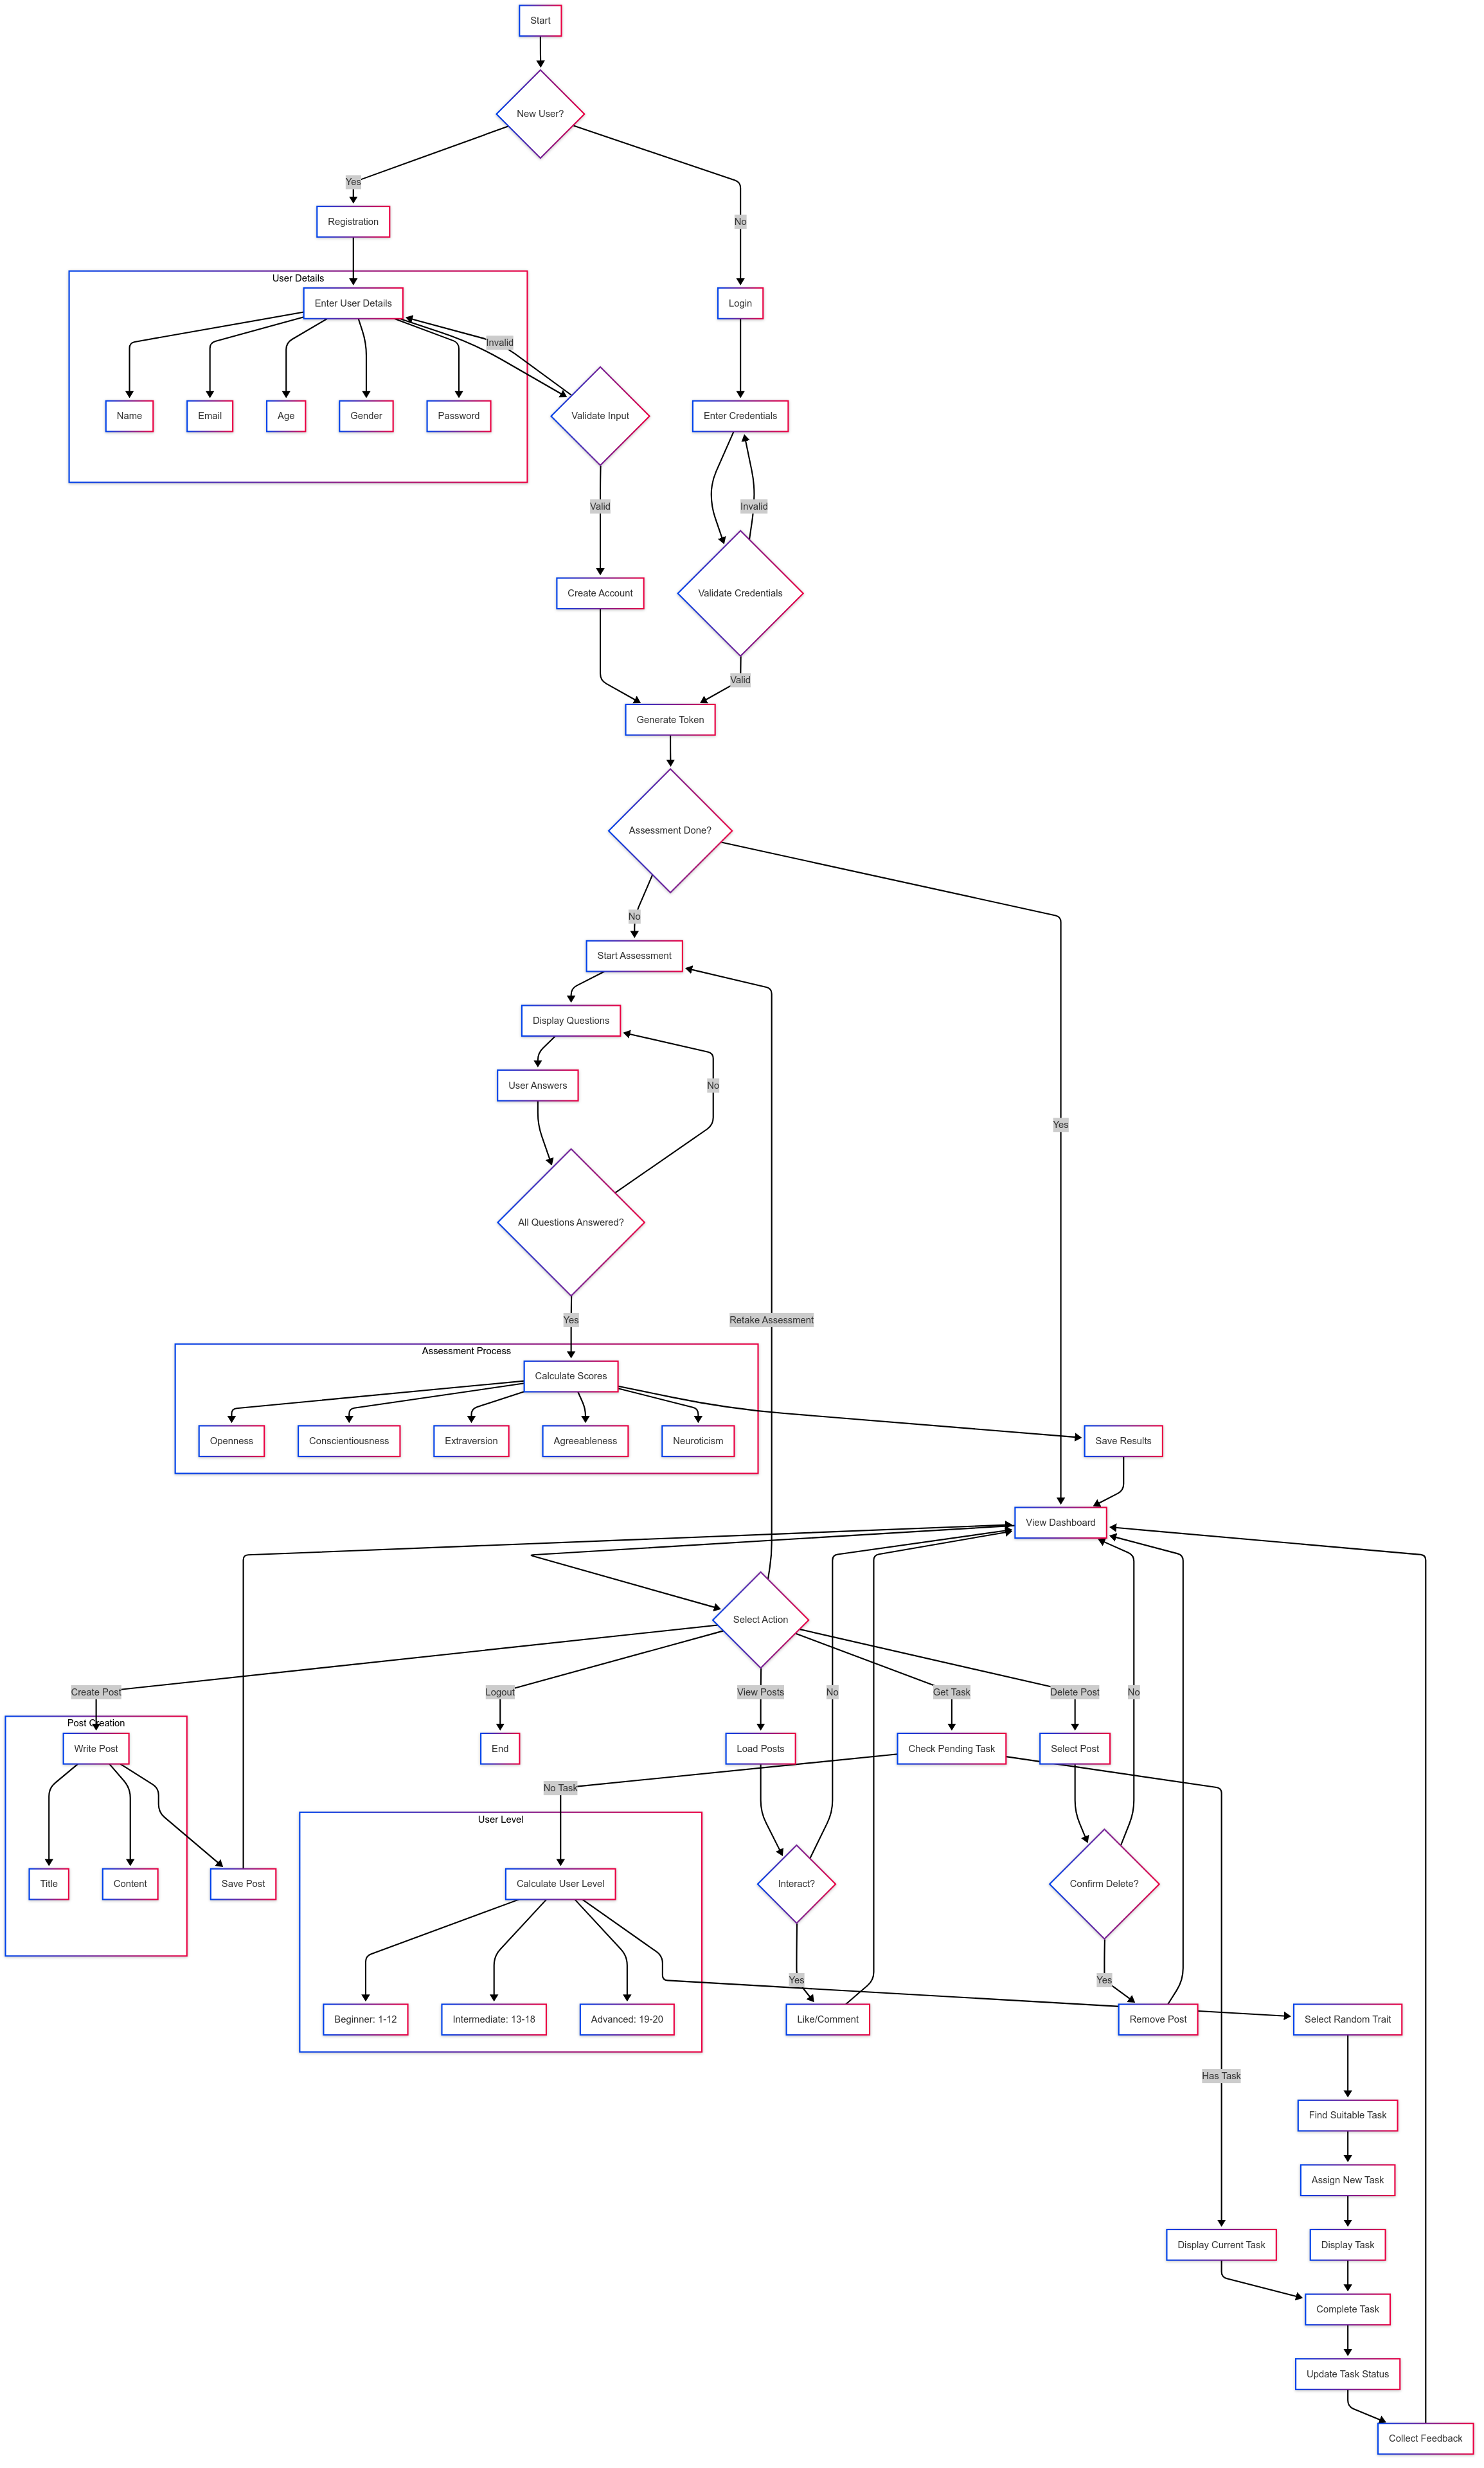 Start
New User?
Yes
Registration
No
User Details
Enter User Details
Login
Invalid
Name
Email
Age
Gender
Password
Validate Input
Enter Credentials
Valid
Invalid
Create Account
Validate Credentials
Valid
Generate Token
Assessment Done?
No
Start Assessment
Display Questions
User Answers
No
Yes
All Questions Answered?
Yes
Retake Assessment
Assessment Process
Calculate Scores
Openness
Conscientiousness
Extraversion
Agreeableness
Neuroticism
Save Results
View Dashboard
Select Action
Create Post
Logout
View Posts
No
Get Task
Delete Post
No
Post Creation
Write Post
End
Load Posts
Check Pending Task
Select Post
No Task
User Level
Title
Content
Save Post
Calculate User Level
Interact?
Confirm Delete?
Yes
Yes
Beginner: 1-12
Intermediate: 13-18
Advanced: 19-20
Like/Comment
Remove Post
Select Random Trait
Has Task
Find Suitable Task
Assign New Task
Display Current Task
Display Task
Complete Task
Update Task Status
Collect Feedback